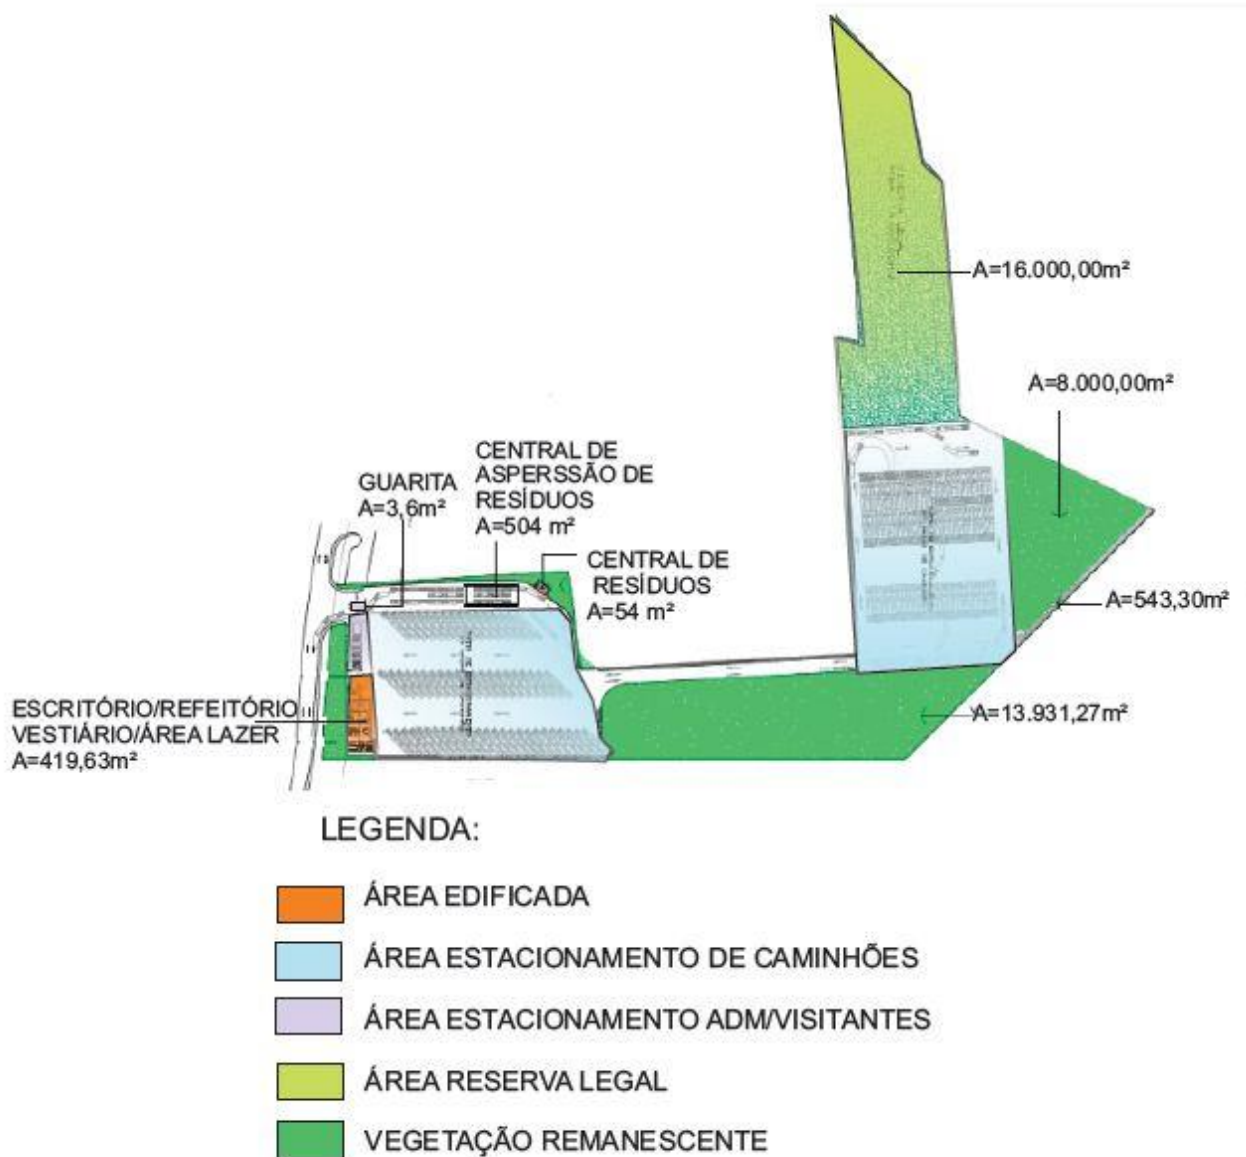 A=16.000,00m²
A=8.000,00m²
CENTRAL DE
ASPERSSÃO DE
RESÍDUOS
A=504 m²
GUARITA
A=3,6m²
CENTRAL DE
RESÍDUOS
A=54 m²
A=543,30m²
A=13.931,27m²
ESCRITÓRIO/REFEITÓRIO
VESTIÁRIO/ÁREA LAZER
A=419,63m²
LEGENDA:
ÁREA EDIFICADA
ÁREA ESTACIONAMENTO DE CAMINHÕES
ÁREA ESTACIONAMENTO ADM/VISITANTES
ÁREA RESERVA LEGAL
VEGETAÇÃO REMANESCENTE